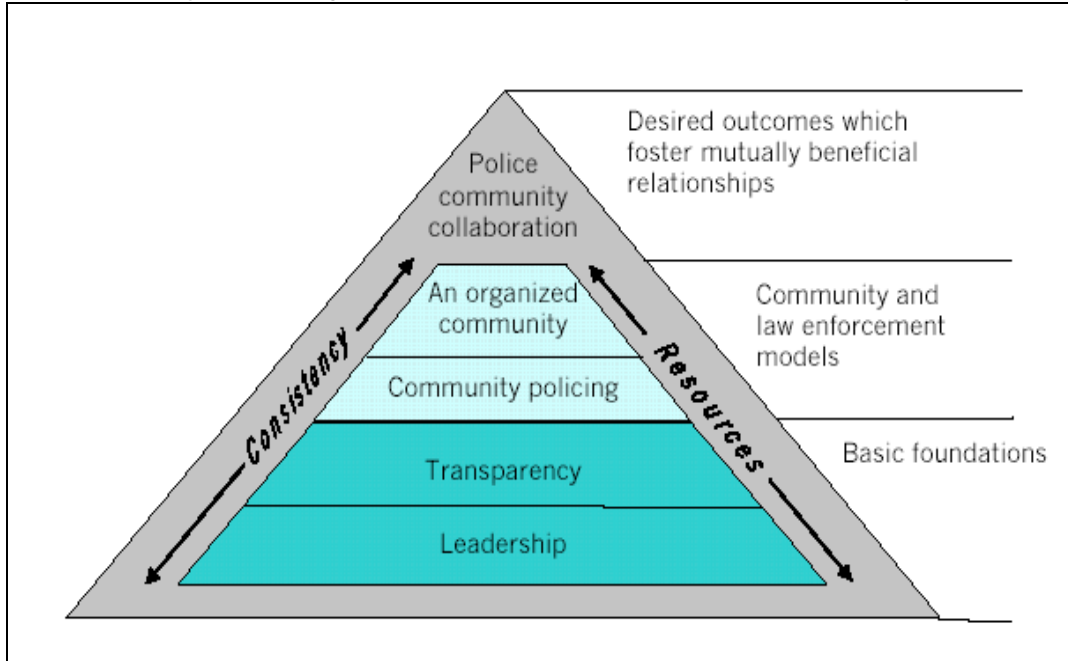 Desired outcomes which
foster mutually beneficial
relationships
Police
community
collaboration
An organized
community
Community and
law enforcement
models
Consistency
Resources
Community policing
Basic foundations
Transparency
Leadership